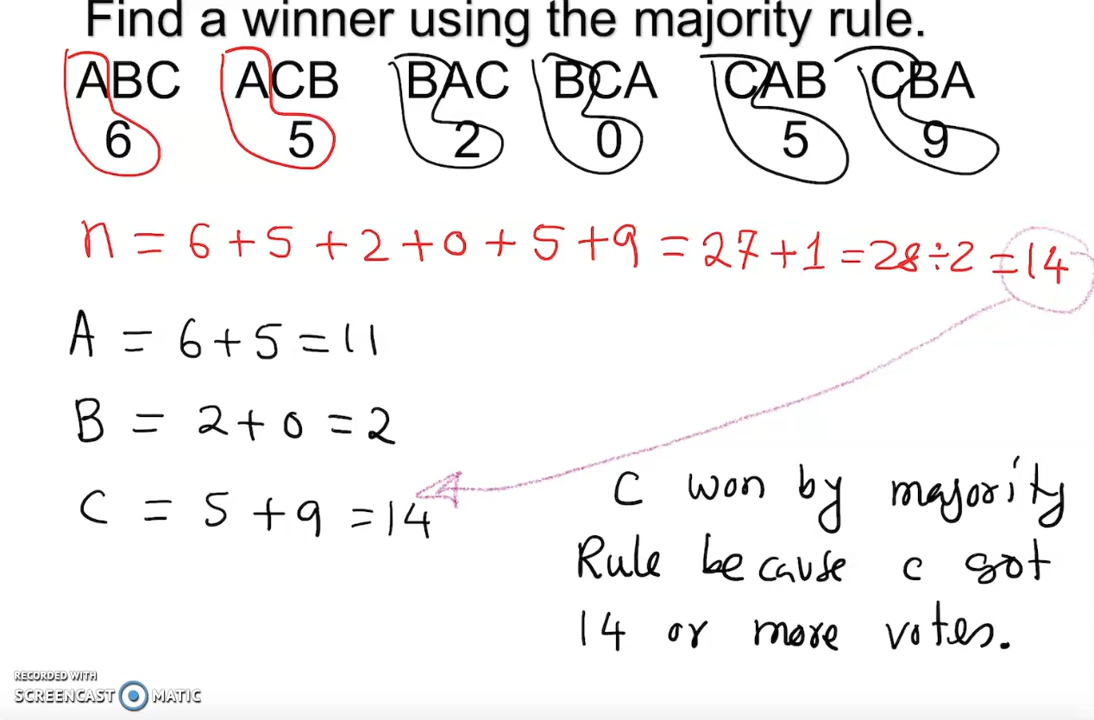 Find a winner using the majority rule.
ABC ACB BAC BCA CAB CBA
6 5 2 0 5 9
n = 6+5+2+0+5+9 = 27+1 = 28÷2 = 14
A = 6+5 = 11
B = 2+0 = 2
C = 5+9 = 14
C won by majority
Rule because c got
14 or more votes.
RECORDED WITH
SCREENCAST MATIC